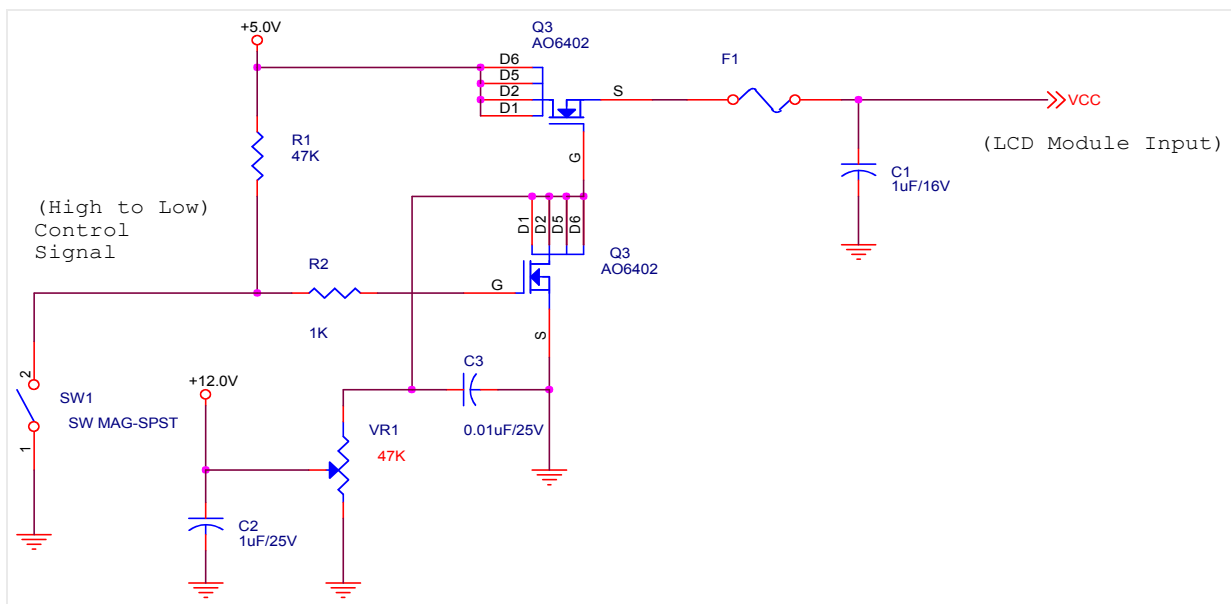 +5.0V
Q3
AO6402
D6
D5
D2
D1
S
G
F1
VCC
(LCD Module Input)
R1
47K
C1
1uF/16V
(High to Low)
Control
Signal
D1
D2
D5
D6
Q3
AO6402
R2
1K
G
S
C3
0.01uF/25V
+12.0V
2
SW1
SW MAG-SPST
1
VR1
47K
C2
1uF/25V